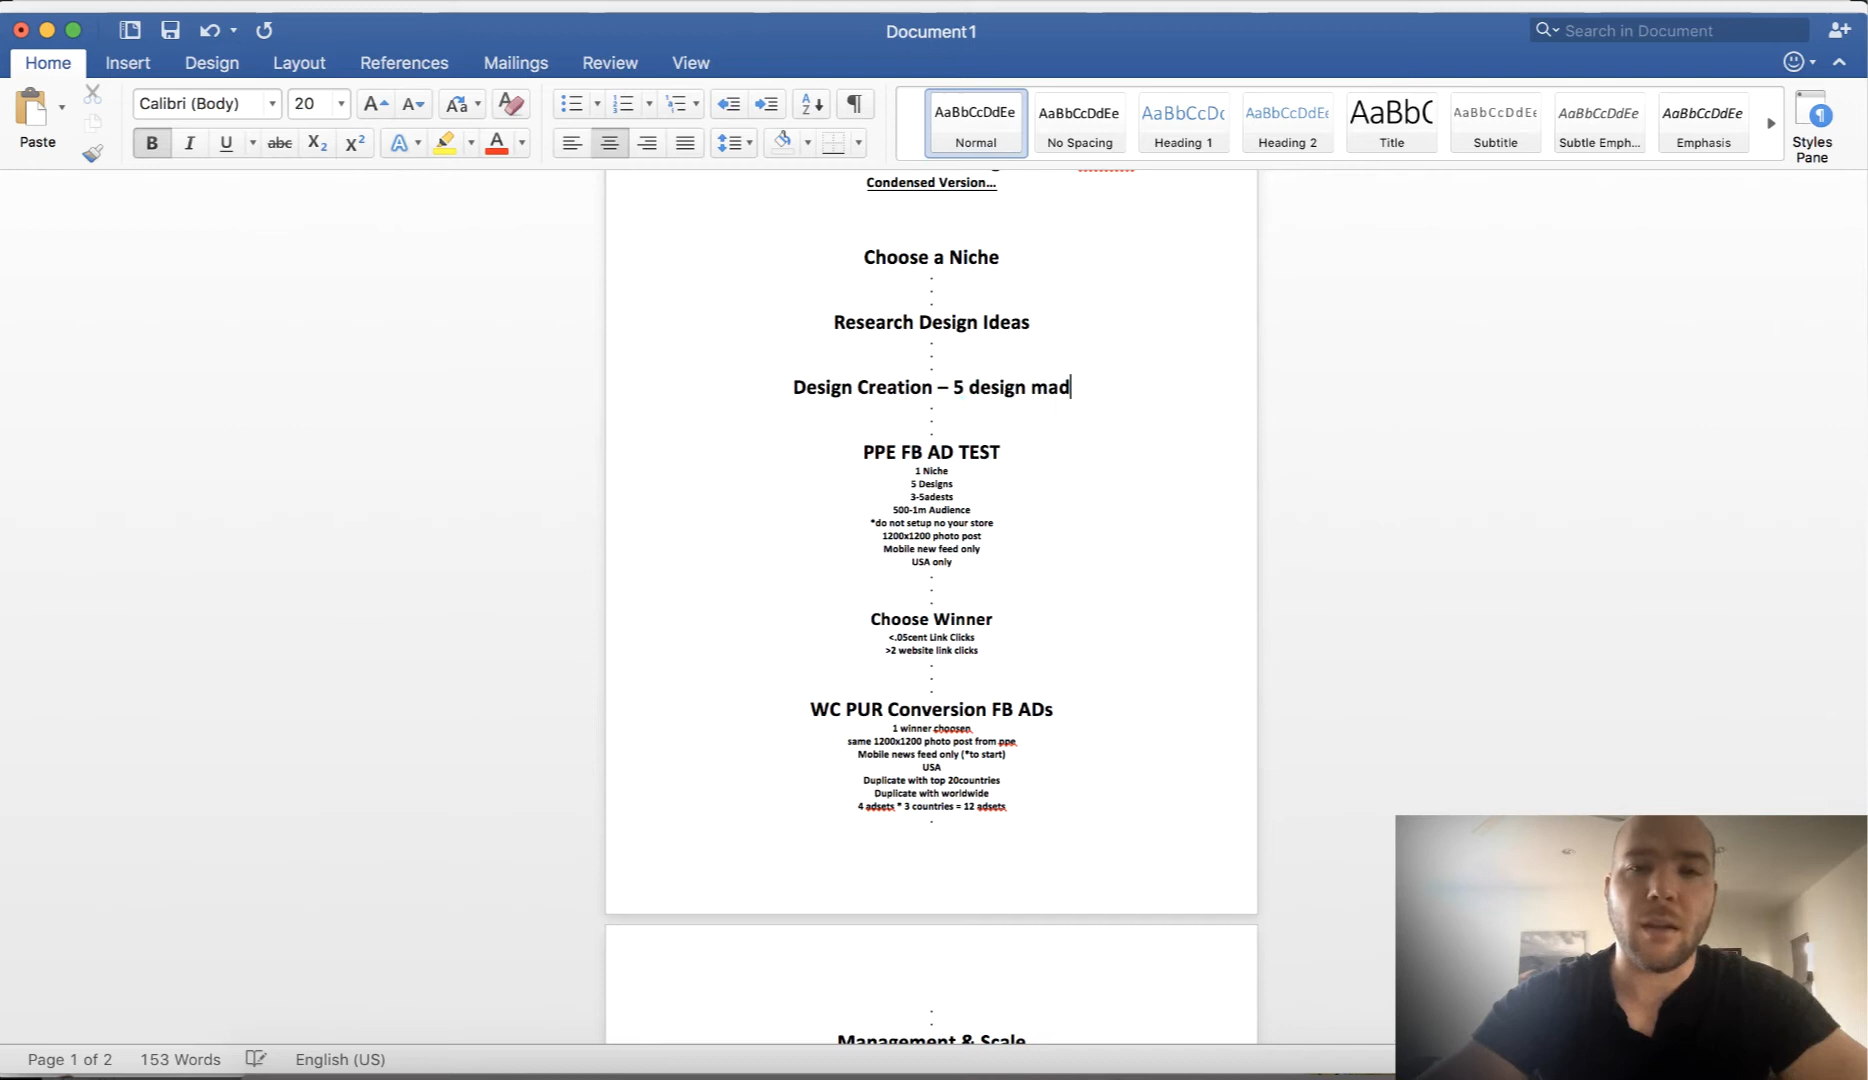 Document1
Search in Document
Home Insert Design Layout References Mailings Review View
Paste
Calibri (Body) 20
AaBbCcDdEe Normal
AaBbCcDdEe No Spacing
AaBbCcDc Heading 1
AaBbCcDdEe Heading 2
AaBbC Title
AaBbCcDdEe Subtitle
AaBbCcDdEe Subtle Emph...
AaBbCcDdEe Emphasis
Styles Pane
Condensed Version...
Choose a Niche
.
.
.
Research Design Ideas
.
.
.
Design Creation – 5 design mad
.
.
.
PPE FB AD TEST
1 Niche
5 Designs
3-5adests
500-1m Audience
*do not setup no your store
1200x1200 photo post
Mobile new feed only
USA only
.
.
.
Choose Winner
<.05cent Link Clicks
>2 website link clicks
.
.
.
WC PUR Conversion FB ADs
1 winner choosen
same 1200x1200 photo post from ppe
Mobile news feed only (*to start)
USA
Duplicate with top 20countries
Duplicate with worldwide
4 adsets * 3 countries = 12 adsets
.
.
.
Management & Scale
Page 1 of 2 153 Words English (US)